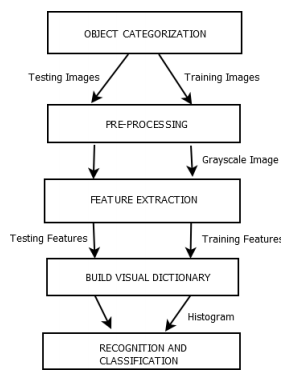 OBJECT CATEGORIZATION
Testing Images
Training Images
PRE-PROCESSING
Grayscale Image
FEATURE EXTRACTION
Testing Features
Training Features
BUILD VISUAL DICTIONARY
Histogram
RECOGNITION AND
CLASSIFICATION